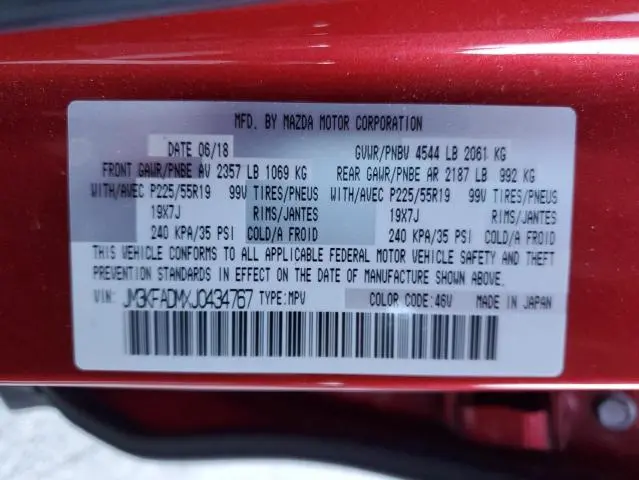 MFD. BY MAZDA MOTOR CORPORATION
DATE 06/18 GVWR/PNBV 4544 LB 2061 KG
FRONT GAWR/PNBE AV 2357 LB 1069 KG REAR GAWR/PNBE AR 2187 LB 992 KG
WITH/AVEC P225/55R19 99V TIRES/PNEUS WITH/AVEC P225/55R19 99V TIRES/PNEUS
19X7J RIMS/JANTES 19X7J RIMS/JANTES
240 KPA/35 PSI COLD/A FROID 240 KPA/35 PSI COLD/A FROID
THIS VEHICLE CONFORMS TO ALL APPLICABLE FEDERAL MOTOR VEHICLE SAFETY AND THEFT
PREVENTION STANDARDS IN EFFECT ON THE DATE OF MANUFACTURE SHOWN ABOVE.
VIN: JM3KFADMXJ0434767 TYPE:MPV COLOR CODE:46V MADE IN JAPAN